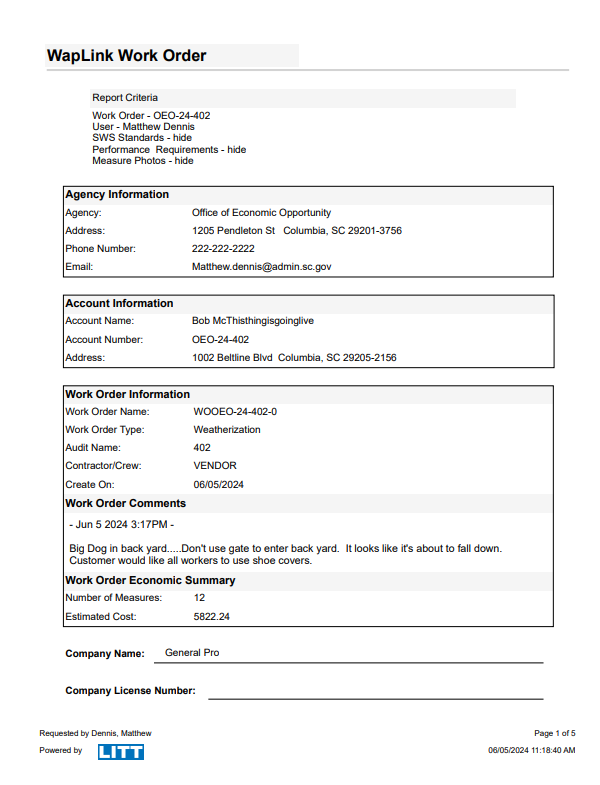 WapLink Work Order
Report Criteria
Work Order - OEO-24-402
User - Matthew Dennis
SWS Standards - hide
Performance  Requirements - hide
Measure Photos - hide
Agency Information
Agency: Office of Economic Opportunity
Address: 1205 Pendleton St   Columbia, SC 29201-3756
Phone Number: 222-222-2222
Email: Matthew.dennis@admin.sc.gov
Account Information
Account Name: Bob McThisthingisgoinglive
Account Number: OEO-24-402
Address: 1002 Beltline Blvd  Columbia, SC 29205-2156
Work Order Information
Work Order Name: WOOEO-24-402-0
Work Order Type: Weatherization
Audit Name: 402
Contractor/Crew: VENDOR
Create On: 06/05/2024
Work Order Comments
- Jun 5 2024 3:17PM -
Big Dog in back yard.....Don't use gate to enter back yard.  It looks like it's about to fall down.
Customer would like all workers to use shoe covers.
Work Order Economic Summary
Number of Measures: 12
Estimated Cost: 5822.24
Company Name: General Pro
Company License Number:
Requested by Dennis, Matthew Page 1 of 5
Powered by LITT 06/05/2024 11:18:40 AM